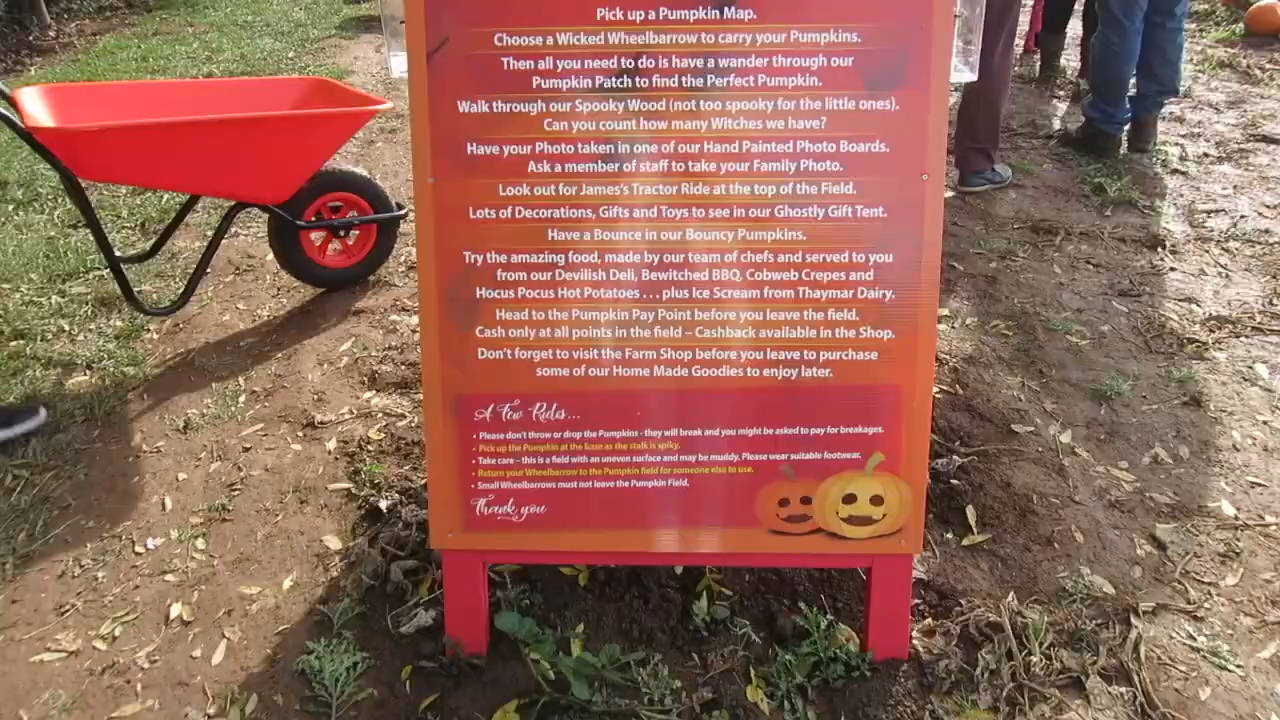 Pick up a Pumpkin Map.
Choose a Wicked Wheelbarrow to carry your Pumpkins.
Then all you need to do is have a wander through our
Pumpkin Patch to find the Perfect Pumpkin.
Walk through our Spooky Wood (not too spooky for the little ones).
Can you count how many Witches we have?
Have your Photo taken in one of our Hand Painted Photo Boards.
Ask a member of staff to take your Family Photo.
Look out for James's Tractor Ride at the top of the Field.
Lots of Decorations, Gifts and Toys to see in our Ghostly Gift Tent.
Have a Bounce in our Bouncy Pumpkins.
Try the amazing food, made by our team of chefs and served to you
from our Devilish Deli, Bewitched BBQ, Cobweb Crepes and
Hocus Pocus Hot Potatoes . . . plus Ice Scream from Thaymar Dairy.
Head to the Pumpkin Pay Point before you leave the field.
Cash only at all points in the field – Cashback available in the Shop.
Don't forget to visit the Farm Shop before you leave to purchase
some of our Home Made Goodies to enjoy later.
A Few Rules...
• Please don't throw or drop the Pumpkins - they will break and you might be asked to pay for breakages.
• Pick up the Pumpkin at the base as the stalk is spiky.
• Take care – this is a field with an uneven surface and may be muddy. Please wear suitable footwear.
• Return your Wheelbarrow to the Pumpkin field for someone else to use.
• Small Wheelbarrows must not leave the Pumpkin Field.
Thank you